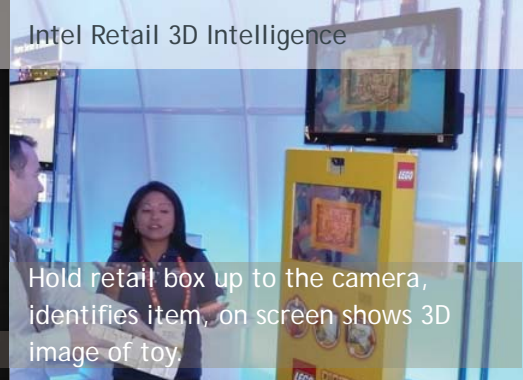 Intel Retail 3D Intelligence
LEGO
Hold retail box up to the camera,
identifies item, on screen shows 3D
image of toy.
LEGO